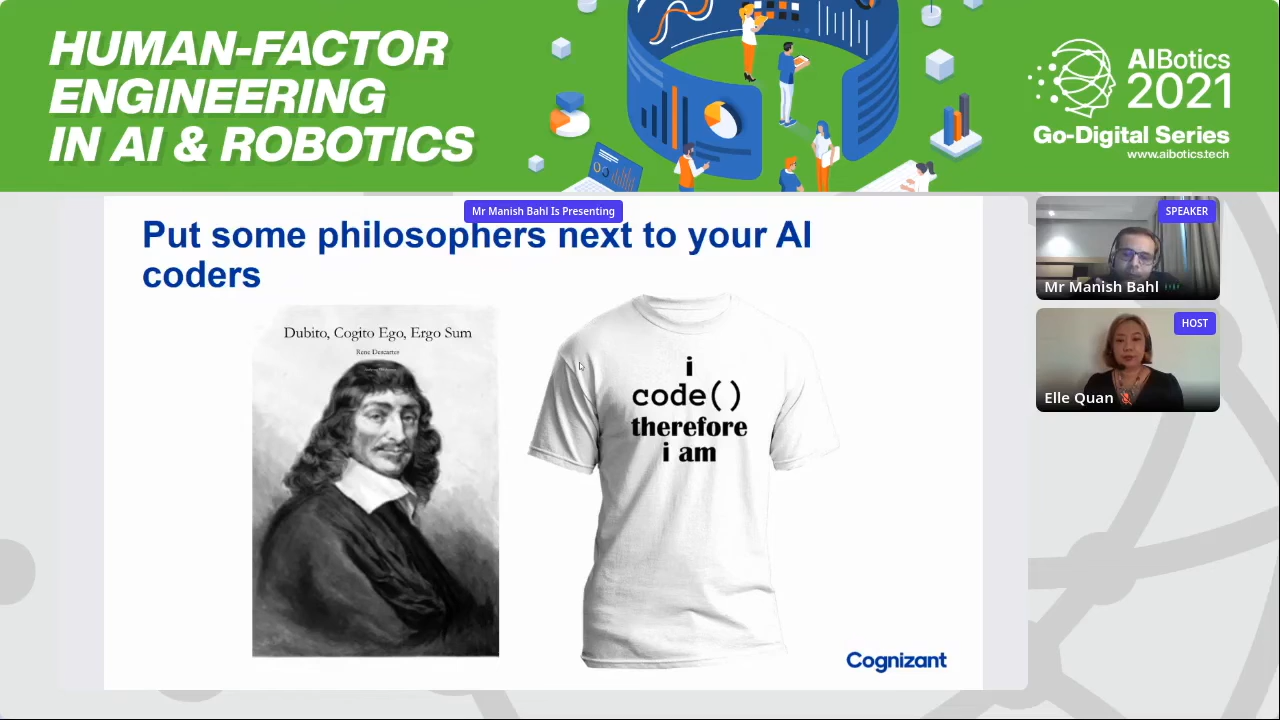 HUMAN-FACTOR
ENGINEERING
IN AI & ROBOTICS
AIBotics
2021
Go-Digital Series
www.aibotics.tech
Mr Manish Bahl Is Presenting
Put some philosophers next to your AI
coders
Dubito, Cogito Ego, Ergo Sum
Rene Descartes
i
code()
therefore
i am
Cognizant
SPEAKER
Mr Manish Bahl
HOST
Elle Quan